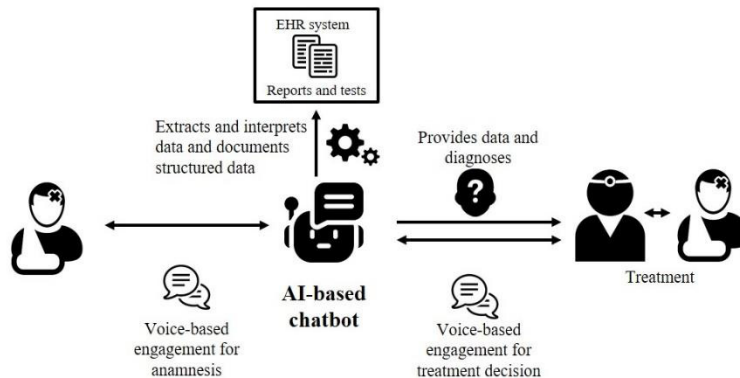 EHR system
Reports and tests
Extracts and interprets
data and documents
structured data
Provides data and
diagnoses
?
AI-based
chatbot
Treatment
Voice-based
engagement for
anamnesis
Voice-based
engagement for
treatment decision